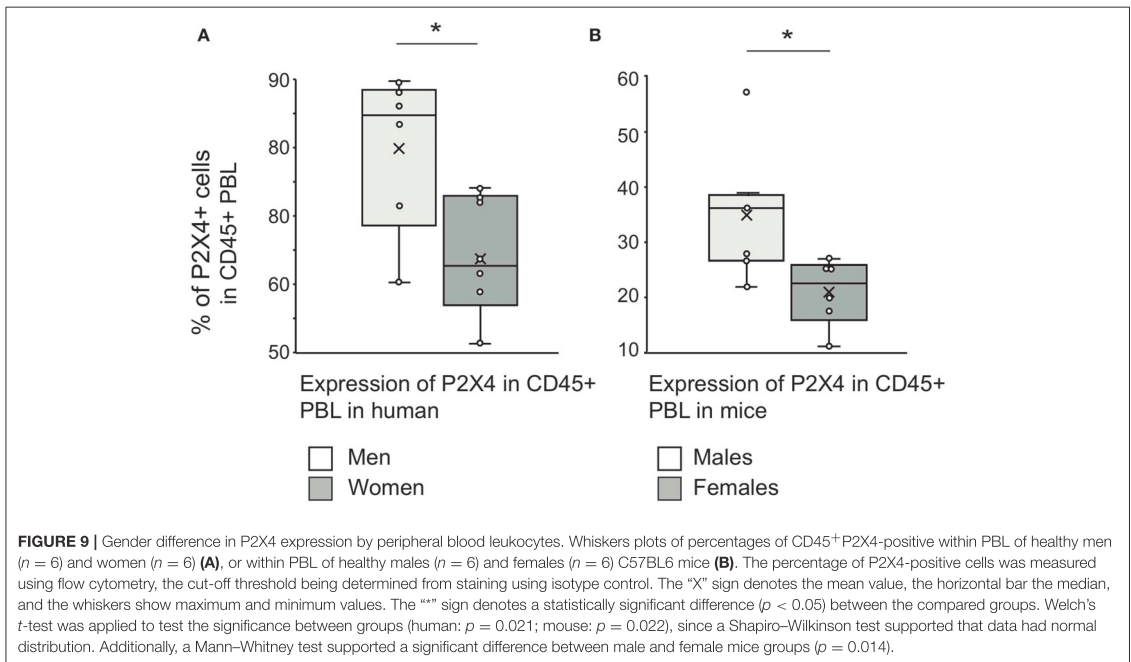 A
B
*
*
% of P2X4+ cells
in CD45+ PBL
90
80
80
60
50
60
50
40
30
20
10
Expression of P2X4 in CD45+
PBL in human
Expression of P2X4 in CD45+
PBL in mice
Men
Women
Males
Females
FIGURE 9 | Gender difference in P2X4 expression by peripheral blood leukocytes. Whiskers plots of percentages of CD45+P2X4-positive within PBL of healthy men
(n = 6) and women (n = 6) (A), or within PBL of healthy males (n = 6) and females (n = 6) C57BL6 mice (B). The percentage of P2X4-positive cells was measured
using flow cytometry, the cut-off threshold being determined from staining using isotype control. The “X” sign denotes the mean value, the horizontal bar the median,
and the whiskers show maximum and minimum values. The “*” sign denotes a statistically significant difference (p < 0.05) between the compared groups. Welch’s
t-test was applied to test the significance between groups (human: p = 0.021; mouse: p = 0.022), since a Shapiro–Wilkinson test supported that data had normal
distribution. Additionally, a Mann–Whitney test supported a significant difference between male and female mice groups (p = 0.014).